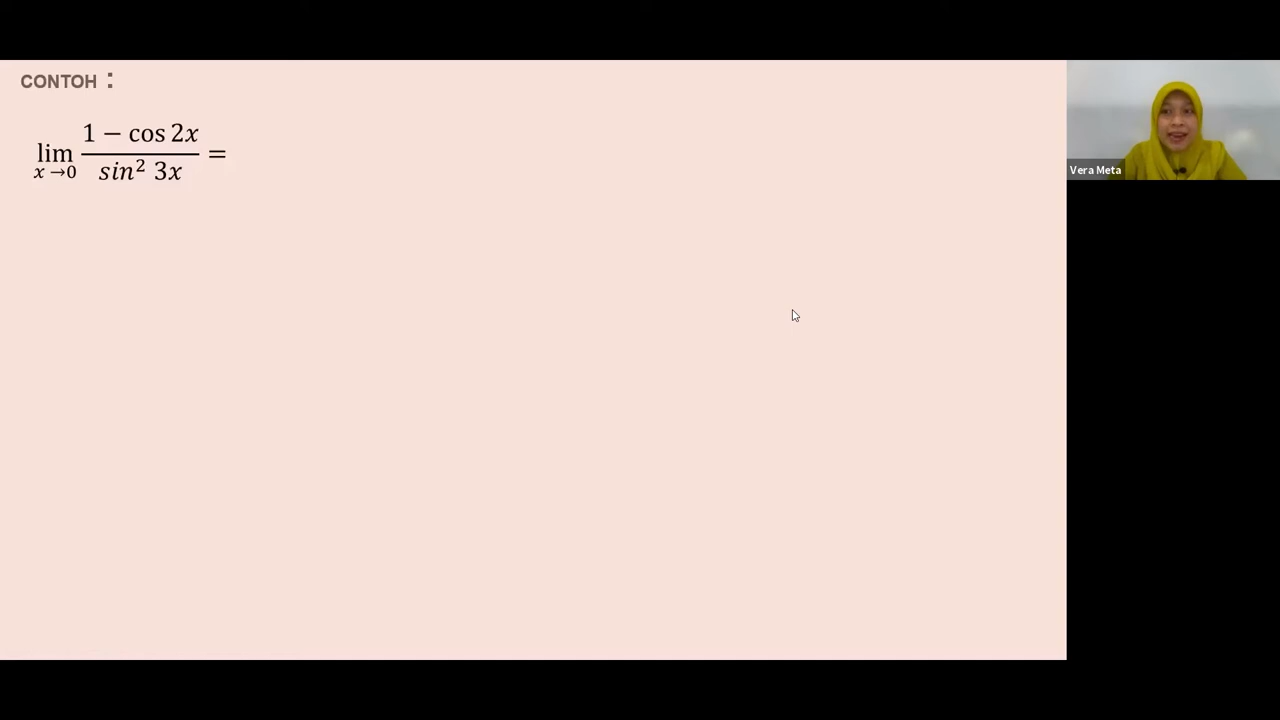 CONTOH :
lim x→0 (1 − cos 2x)/(sin² 3x) =
Vera Meta